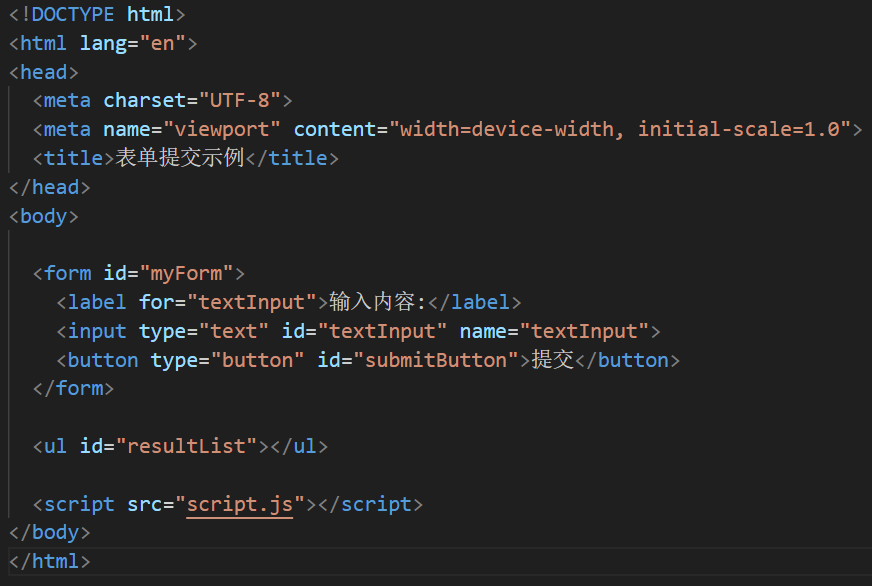 <!DOCTYPE html>
<html lang="en">
<head>
  <meta charset="UTF-8">
  <meta name="viewport" content="width=device-width, initial-scale=1.0">
  <title>表单提交示例</title>
</head>
<body>

  <form id="myForm">
    <label for="textInput">输入内容:</label>
    <input type="text" id="textInput" name="textInput">
    <button type="button" id="submitButton">提交</button>
  </form>

  <ul id="resultList"></ul>

  <script src="script.js"></script>
</body>
</html>